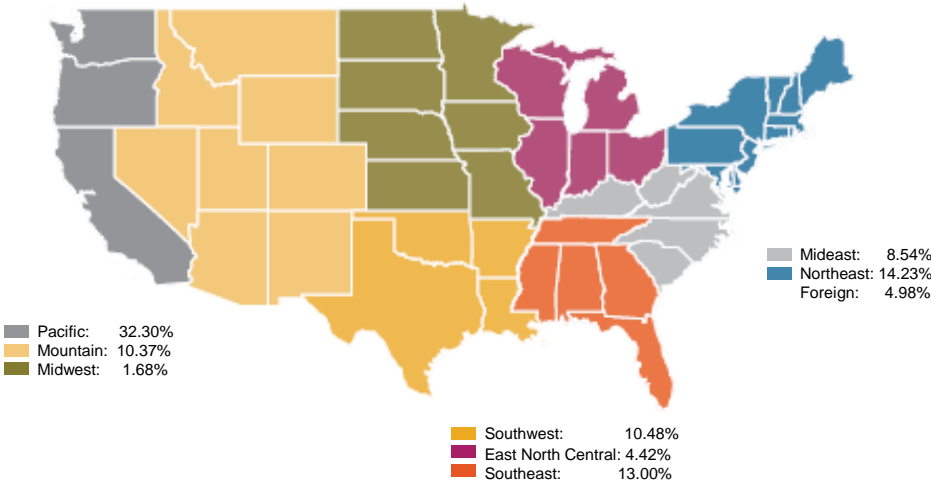 Mideast: 8.54%
Northeast: 14.23%
Foreign: 4.98%
Pacific: 32.30%
Mountain: 10.37%
Midwest: 1.68%
Southwest: 10.48%
East North Central: 4.42%
Southeast: 13.00%